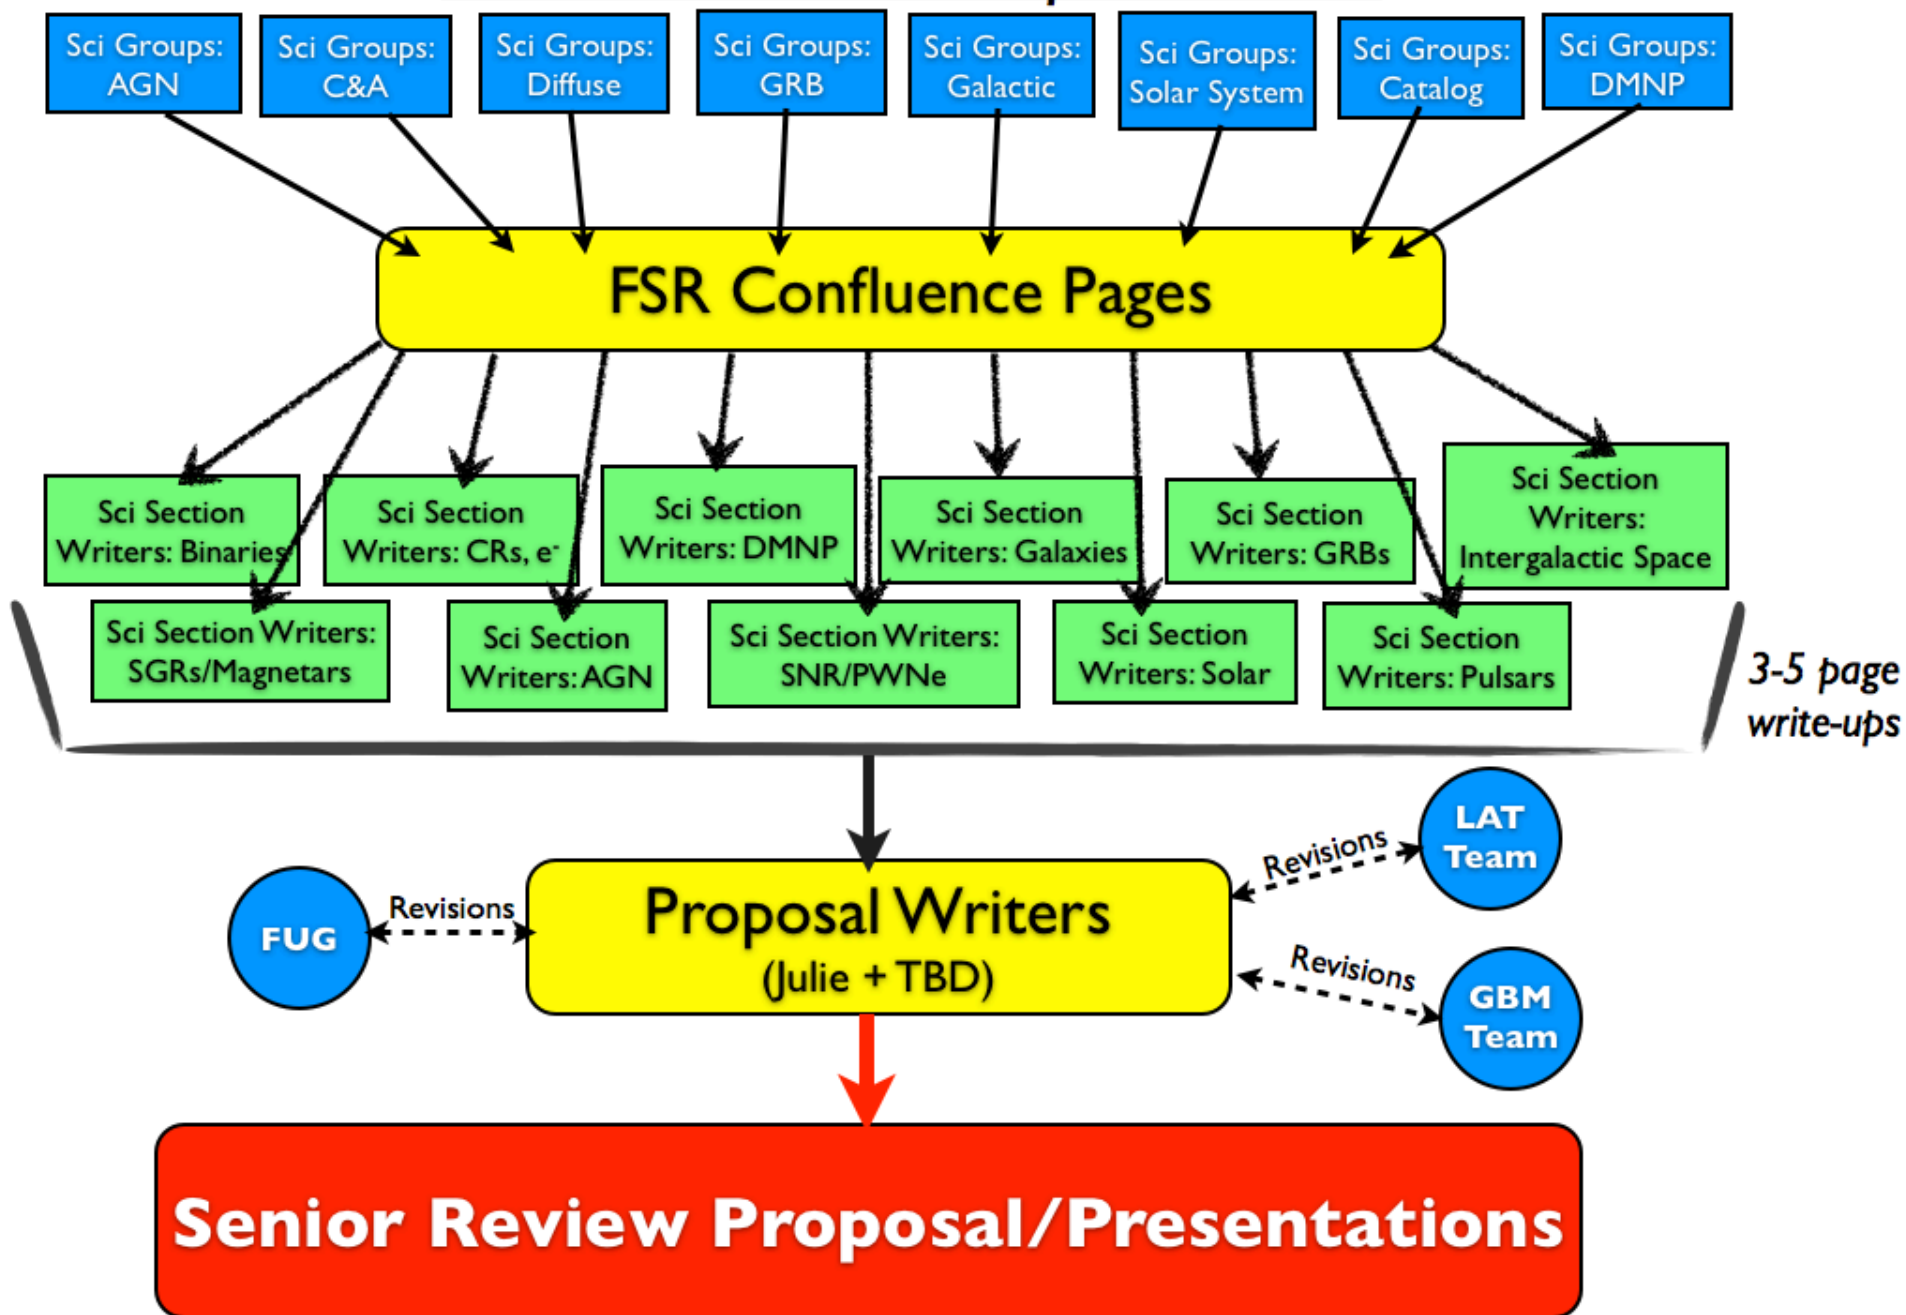 Sci Groups:
AGN
Sci Groups:
C&A
Sci Groups:
Diffuse
Sci Groups:
GRB
Sci Groups:
Galactic
Sci Groups:
Solar System
Sci Groups:
Catalog
Sci Groups:
DMNP
FSR Confluence Pages
Sci Section
Writers: Binaries
Sci Section
Writers: CRs, e⁻
Sci Section
Writers: DMNP
Sci Section
Writers: Galaxies
Sci Section
Writers: GRBs
Sci Section
Writers:
Intergalactic Space
Sci Section Writers:
SGRs/Magnetars
Sci Section
Writers: AGN
Sci Section Writers:
SNR/PWNe
Sci Section
Writers: Solar
Sci Section
Writers: Pulsars
3-5 page
write-ups
LAT
Team
Revisions
FUG
Revisions
Proposal Writers
(Julie + TBD)
Revisions
GBM
Team
Senior Review Proposal/Presentations